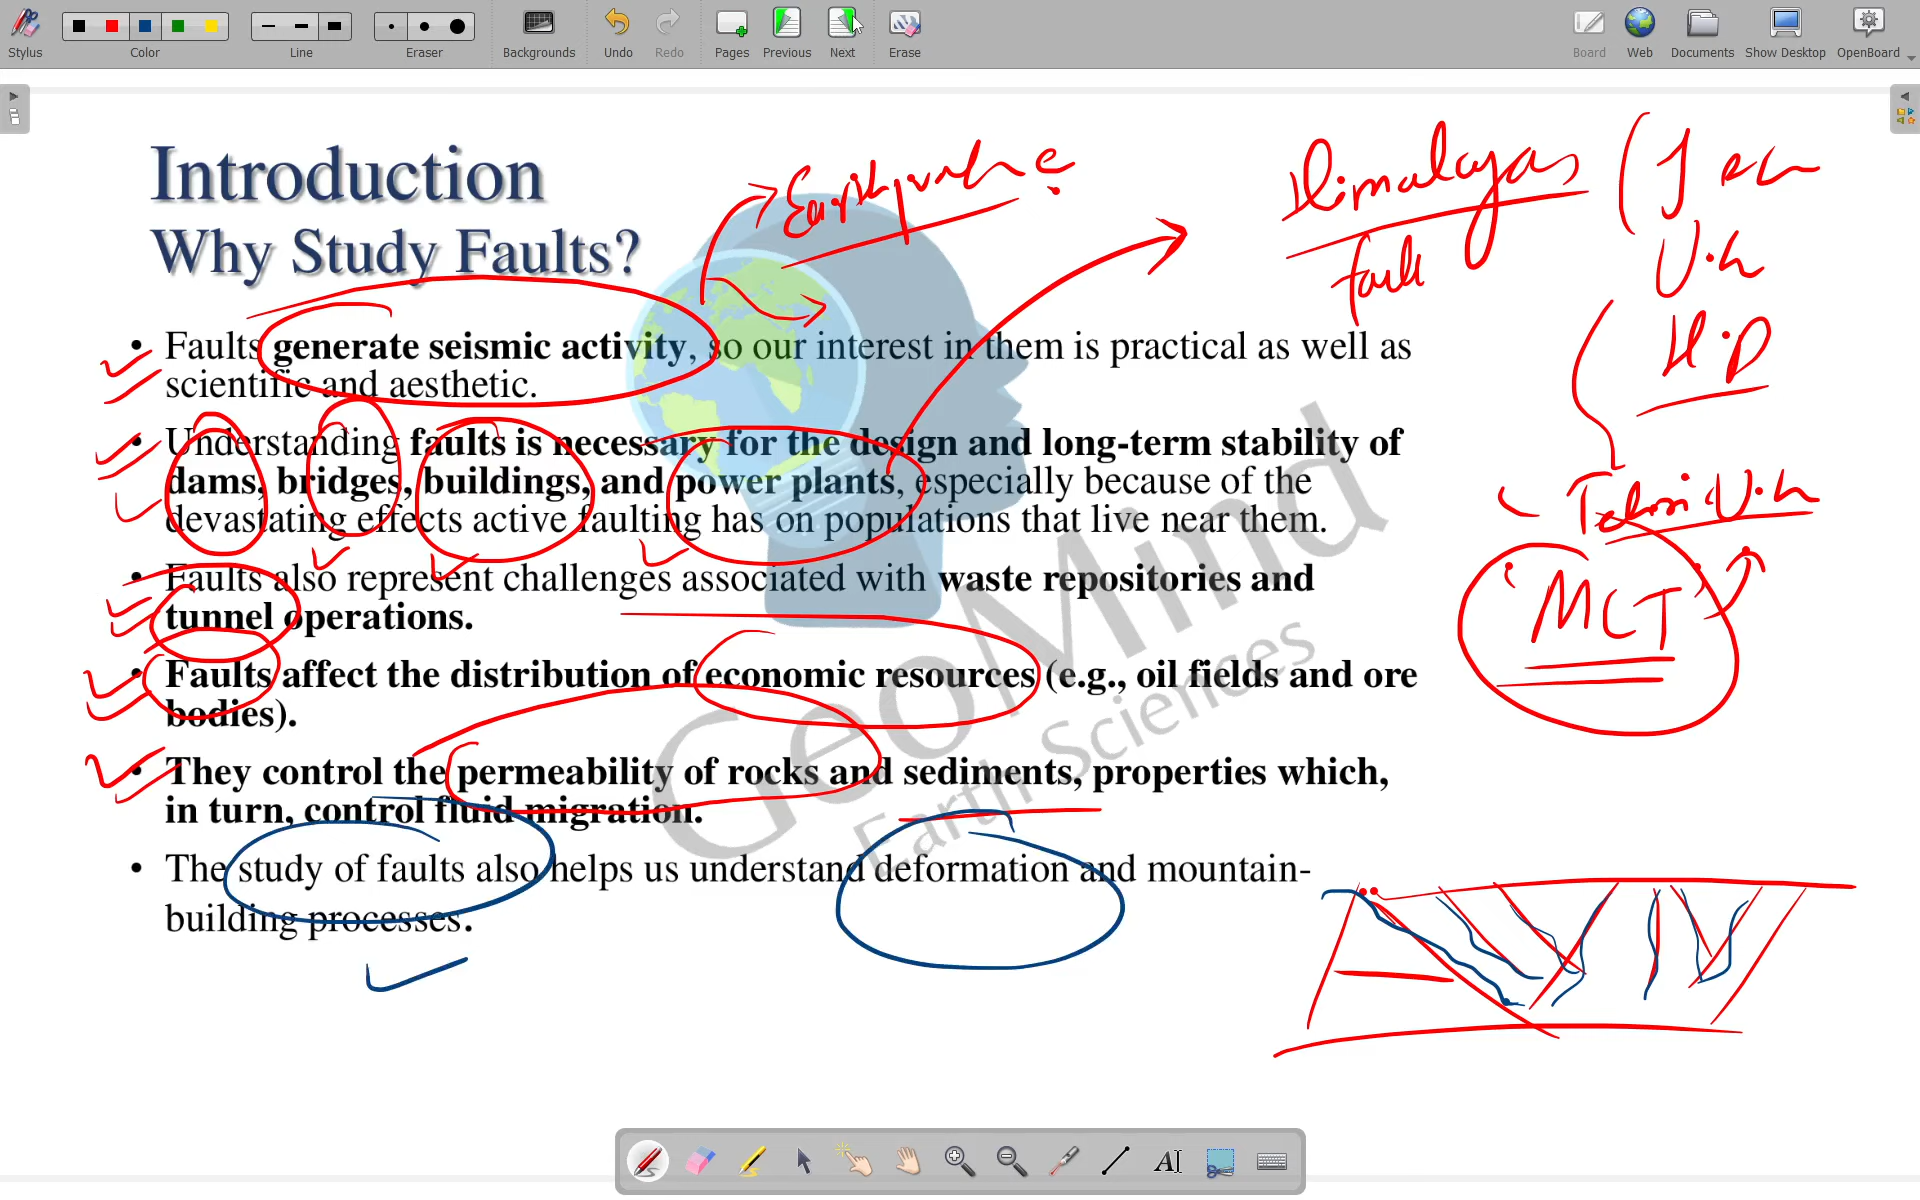 Stylus
Color
Line
Eraser
Backgrounds
Undo
Redo
Pages
Previous
Next
Erase
Board
Web
Documents
Show Desktop
OpenBoard
Introduction
Why Study Faults?
Earthquake
Himalayas
fault
J &
U.K
H.P
Tehri U.K
MCT
• Faults generate seismic activity, so our interest in them is practical as well as
scientific and aesthetic.
• Understanding faults is necessary for the design and long-term stability of
dams, bridges, buildings, and power plants, especially because of the
devastating effects active faulting has on populations that live near them.
• Faults also represent challenges associated with waste repositories and
tunnel operations.
• Faults affect the distribution of economic resources (e.g., oil fields and ore
bodies).
• They control the permeability of rocks and sediments, properties which,
in turn, control fluid migration.
• The study of faults also helps us understand deformation and mountain-
building processes.
GeoMind
Earth Sciences